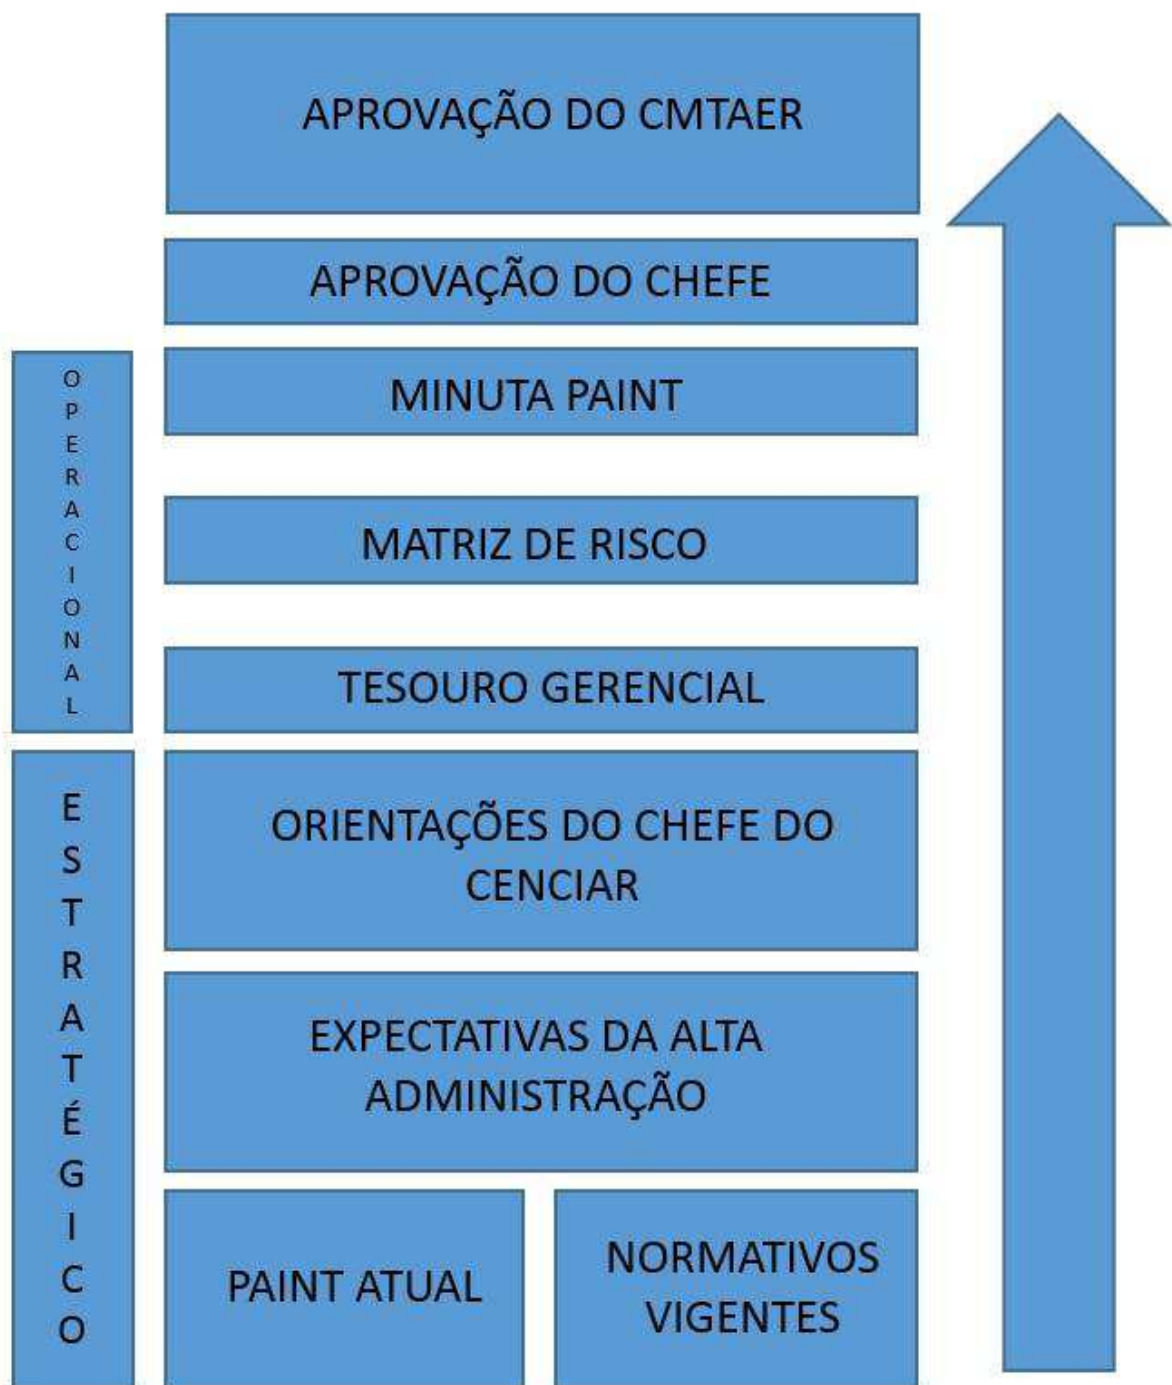 APROVAÇÃO DO CMTAER
APROVAÇÃO DO CHEFE
OPERACIONAL
MINUTA PAINT
MATRIZ DE RISCO
TESOURO GERENCIAL
ESTRATÉGICO
ORIENTAÇÕES DO CHEFE DO
CENCIAR
EXPECTATIVAS DA ALTA
ADMINISTRAÇÃO
PAINT ATUAL
NORMATIVOS
VIGENTES